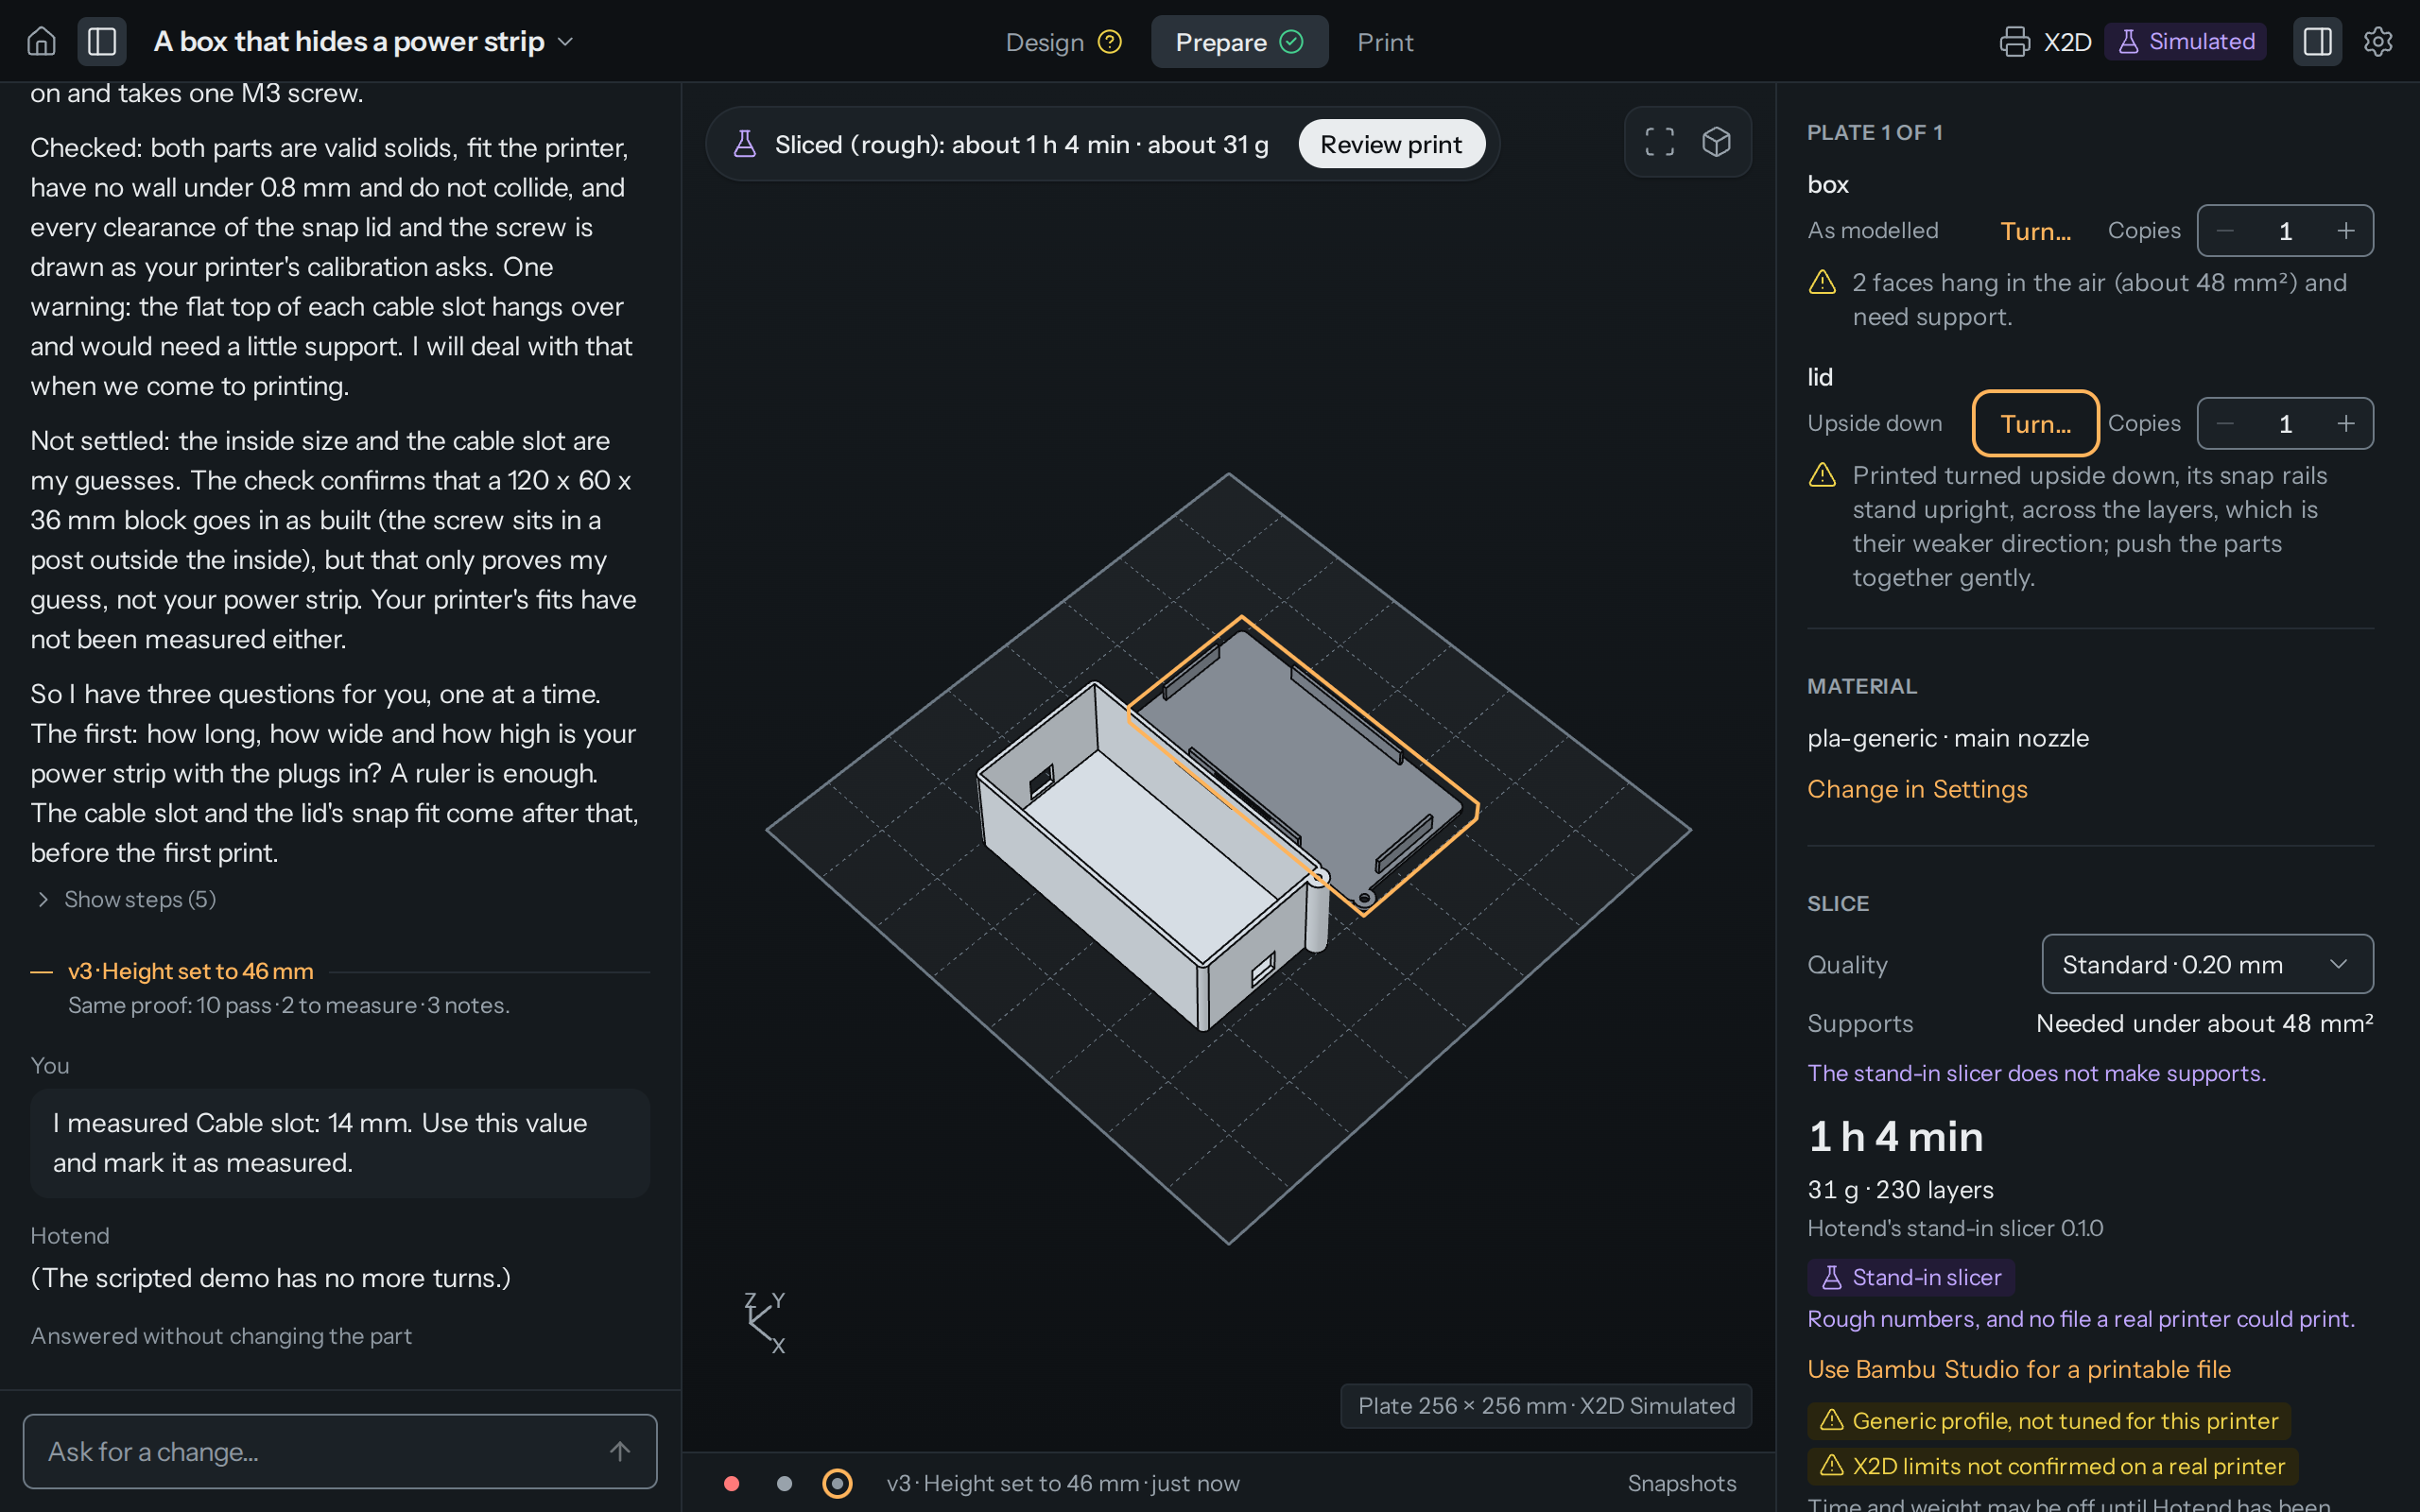 A box that hides a power strip
Design
Prepare
Print
X2D
Simulated
on and takes one M3 screw.
Checked: both parts are valid solids, fit the printer,
have no wall under 0.8 mm and do not collide, and
every clearance of the snap lid and the screw is
drawn as your printer's calibration asks. One
warning: the flat top of each cable slot hangs over
and would need a little support. I will deal with that
when we come to printing.
Not settled: the inside size and the cable slot are
my guesses. The check confirms that a 120 x 60 x
36 mm block goes in as built (the screw sits in a
post outside the inside), but that only proves my
guess, not your power strip. Your printer's fits have
not been measured either.
So I have three questions for you, one at a time.
The first: how long, how wide and how high is your
power strip with the plugs in? A ruler is enough.
The cable slot and the lid's snap fit come after that,
before the first print.
Show steps (5)
v3 · Height set to 46 mm
Same proof: 10 pass · 2 to measure · 3 notes.
You
I measured Cable slot: 14 mm. Use this value
and mark it as measured.
Hotend
(The scripted demo has no more turns.)
Answered without changing the part
Ask for a change...
Sliced (rough): about 1 h 4 min · about 31 g
Review print
Z Y
X
Plate 256 × 256 mm · X2D Simulated
v3 · Height set to 46 mm · just now
Snapshots
PLATE 1 OF 1
box
As modelled
Turn...
Copies
1
2 faces hang in the air (about 48 mm²) and
need support.
lid
Upside down
Turn...
Copies
1
Printed turned upside down, its snap rails
stand upright, across the layers, which is
their weaker direction; push the parts
together gently.
MATERIAL
pla-generic · main nozzle
Change in Settings
SLICE
Quality
Standard · 0.20 mm
Supports
Needed under about 48 mm²
The stand-in slicer does not make supports.
1 h 4 min
31 g · 230 layers
Hotend's stand-in slicer 0.1.0
Stand-in slicer
Rough numbers, and no file a real printer could print.
Use Bambu Studio for a printable file
Generic profile, not tuned for this printer
X2D limits not confirmed on a real printer
Time and weight may be off until Hotend has been